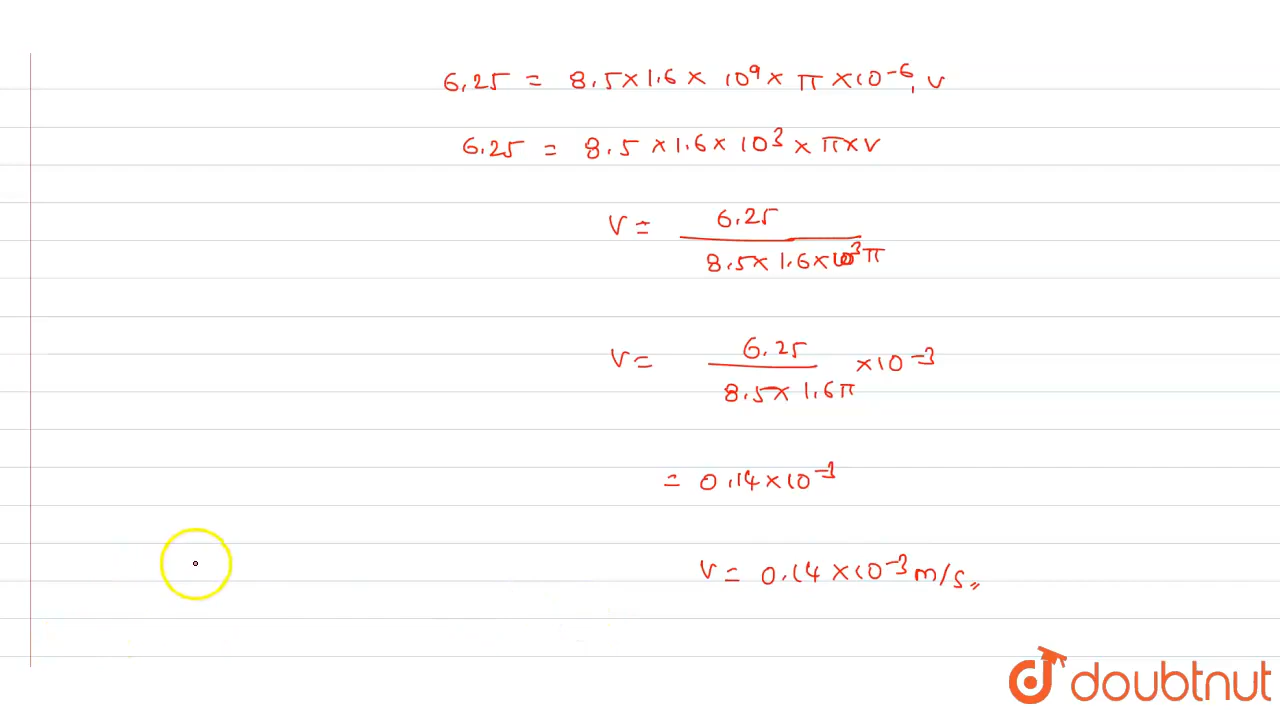 6.25 = 8.5 × 1.6 × 10⁹ × π × 10⁻⁶, v
6.25 = 8.5 × 1.6 × 10³ × π × v
v = 6.25 / 8.5 × 1.6 × 10³ π
v = 6.25 / 8.5 × 1.6 π × 10⁻³
= 0.14 × 10⁻³
v = 0.14 × 10⁻³ m/s,,
doubtnut